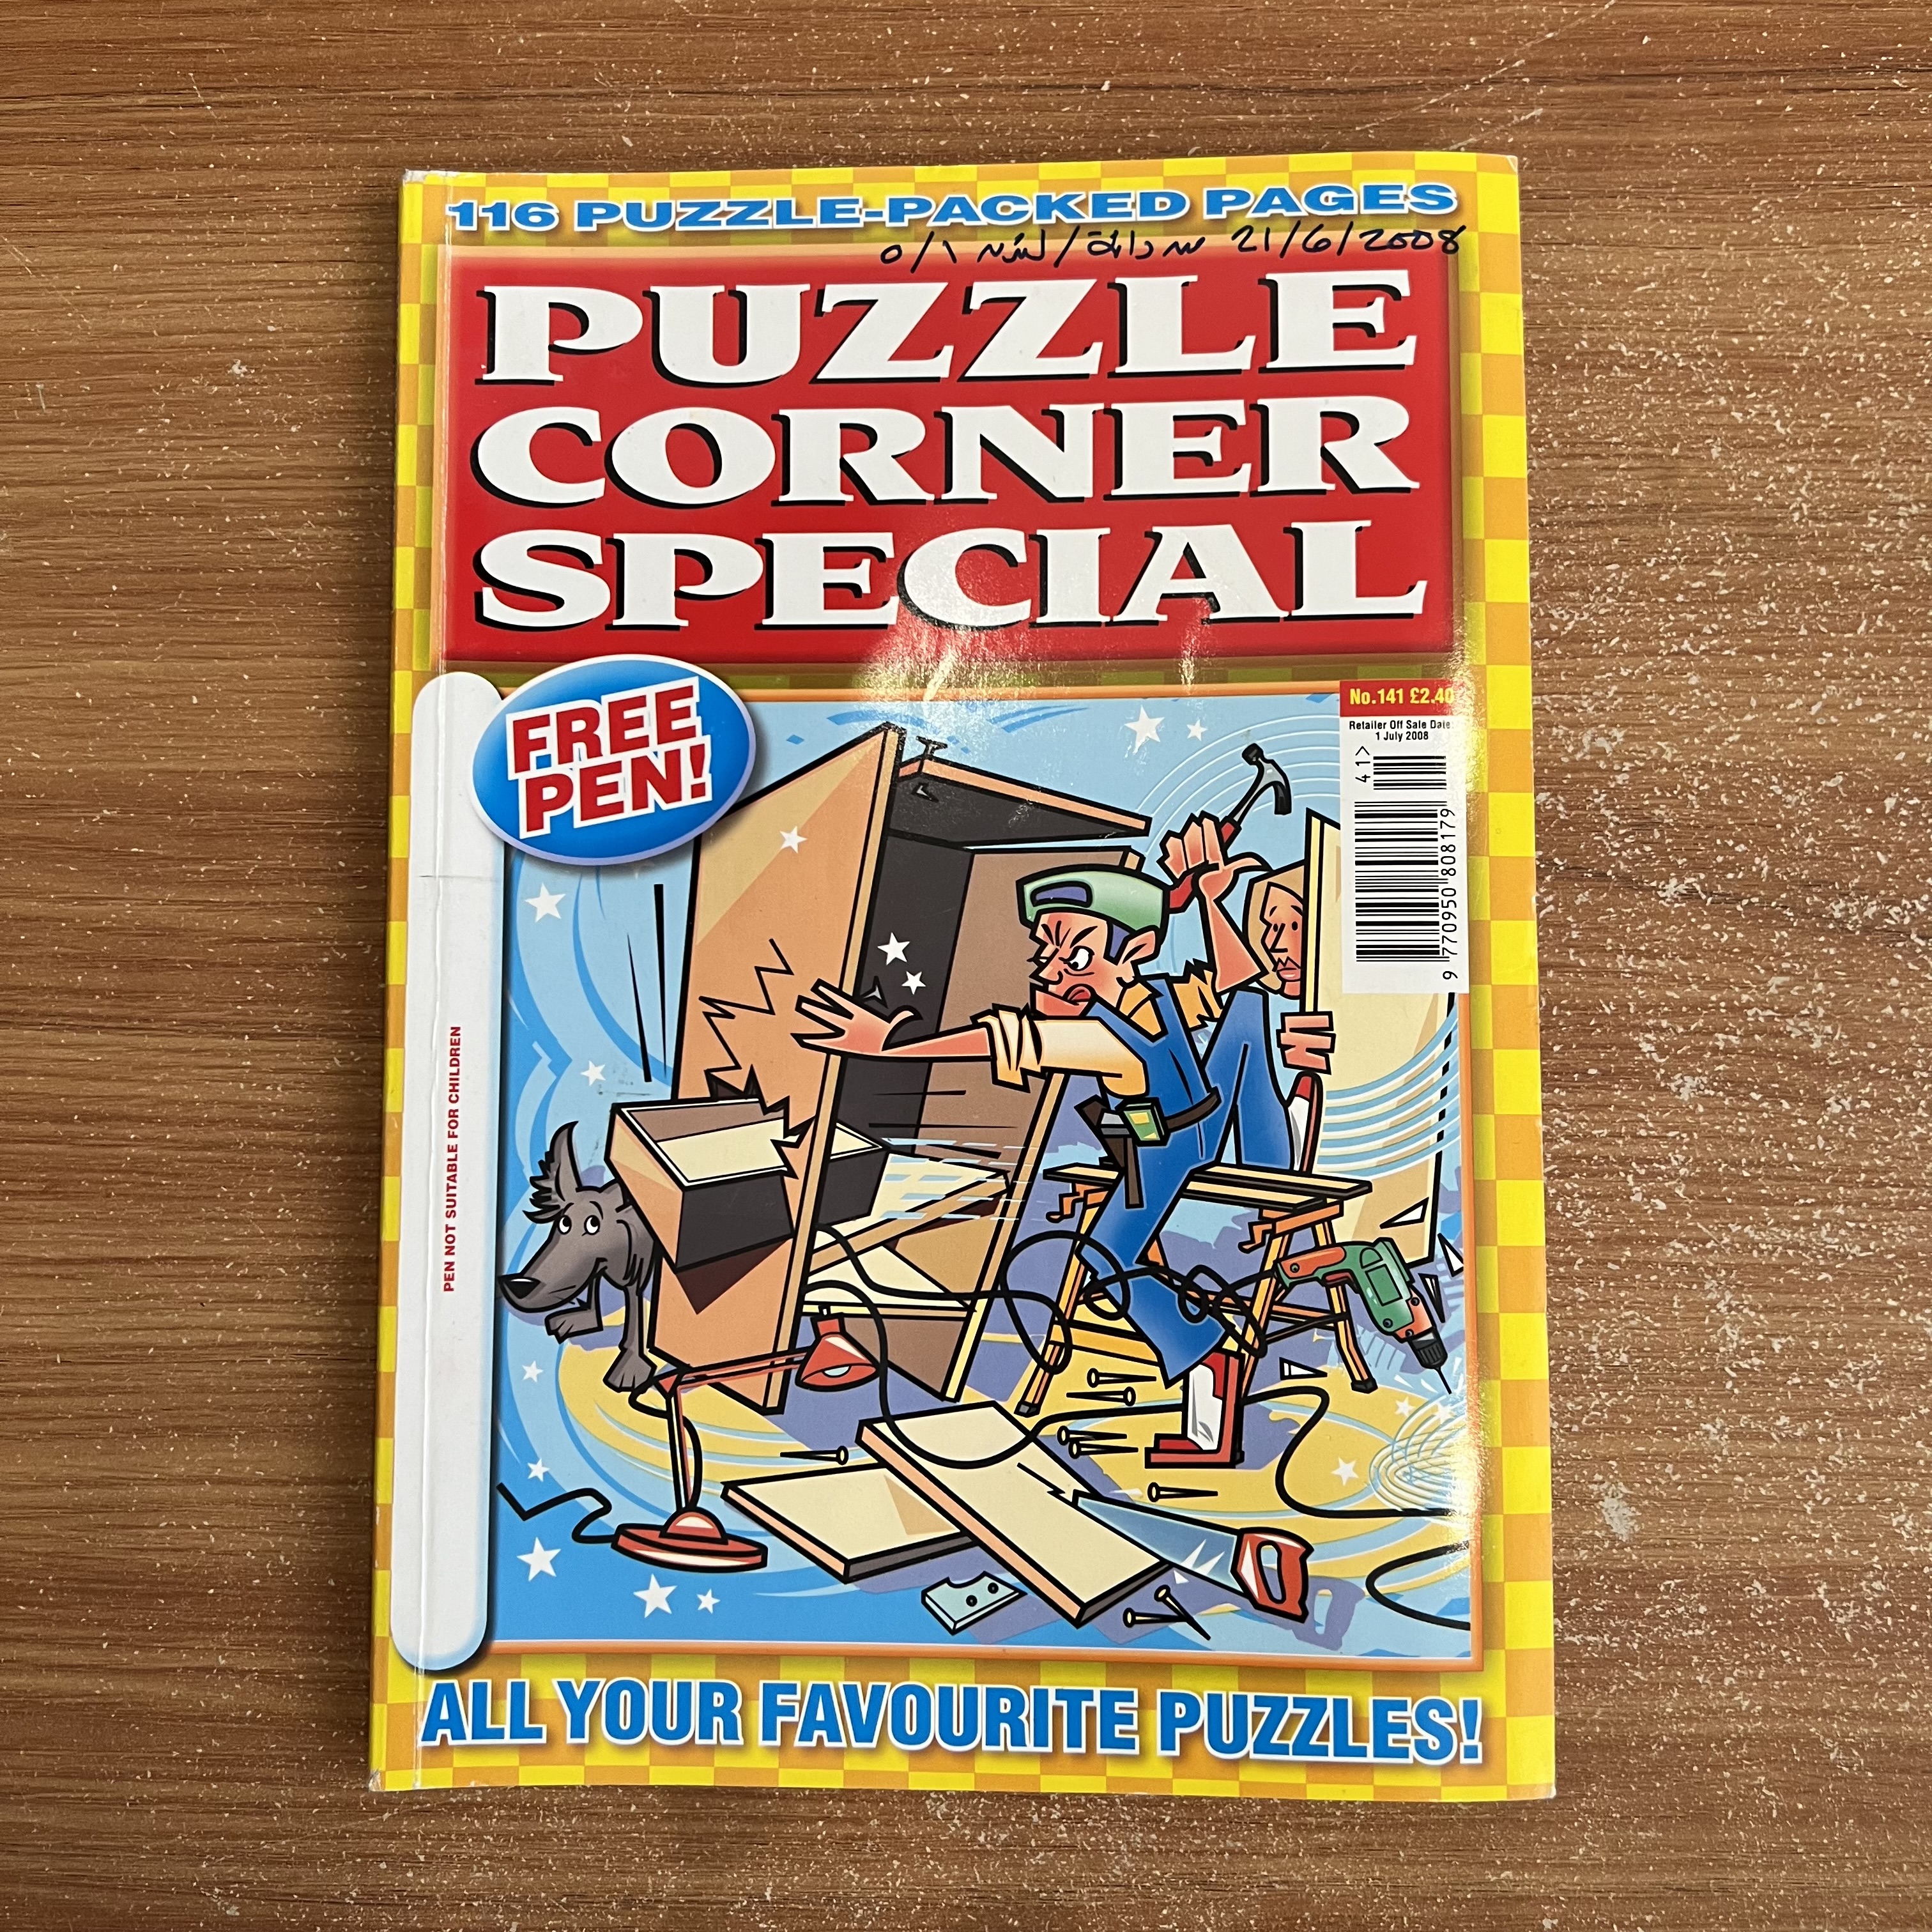 116 PUZZLE-PACKED PAGES
21/6/2008
PUZZLE
CORNER
SPECIAL
FREE
PEN!
No.141 £2.40
Retailer Off Sale Date
1 July 2008
41>
9 770950 808179
PEN NOT SUITABLE FOR CHILDREN
ALL YOUR FAVOURITE PUZZLES!